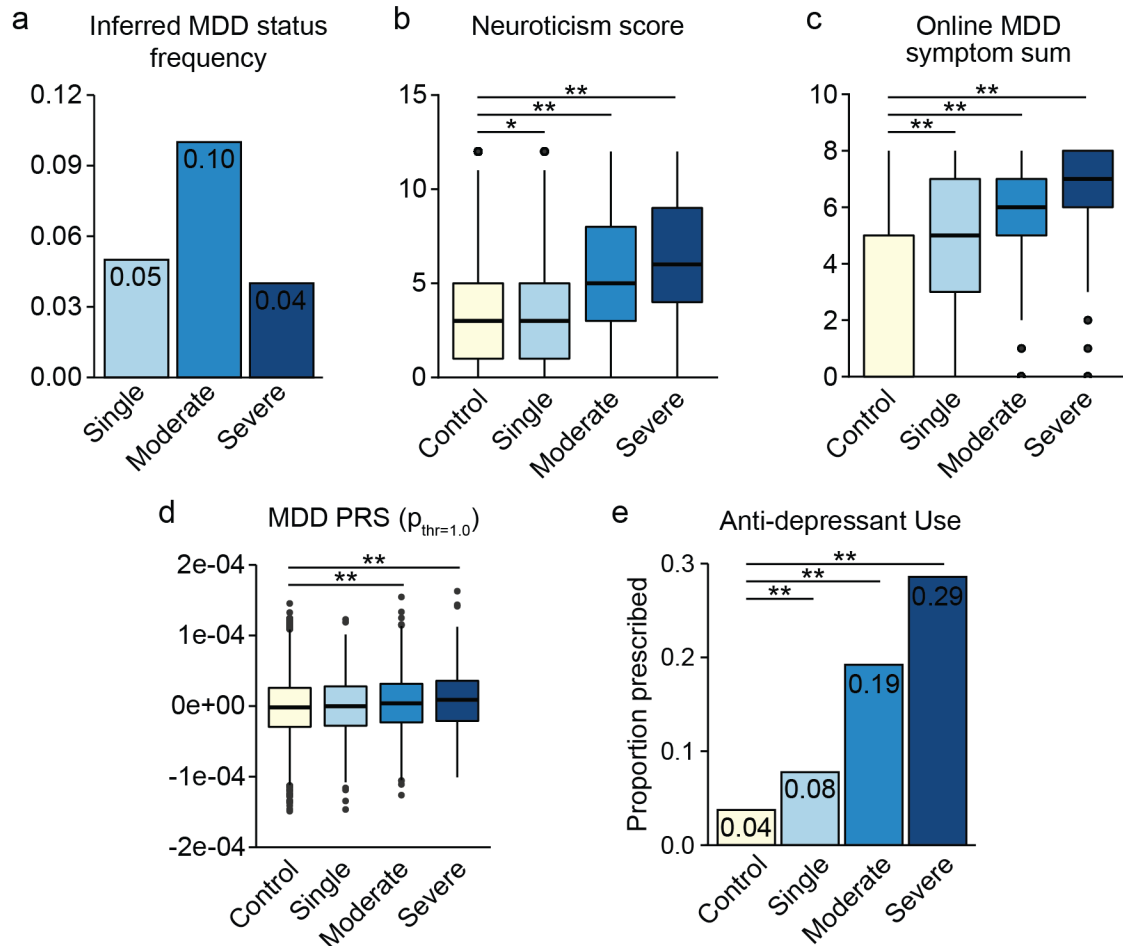 a
Inferred MDD status
frequency
0.12
0.09
0.06
0.03
0.00
0.05
0.10
0.04
Single
Moderate
Severe
b
Neuroticism score
15
10
5
0
**
**
*
Control
Single
Moderate
Severe
c
Online MDD
symptom sum
10
8
6
4
2
0
**
**
**
Control
Single
Moderate
Severe
d
MDD PRS (pthr=1.0)
2e-04
1e-04
0e+00
-1e-04
-2e-04
**
**
Control
Single
Moderate
Severe
e
Anti-depressant Use
Proportion prescribed
0.3
0.2
0.1
0.0
**
**
**
0.04
0.08
0.19
0.29
Control
Single
Moderate
Severe